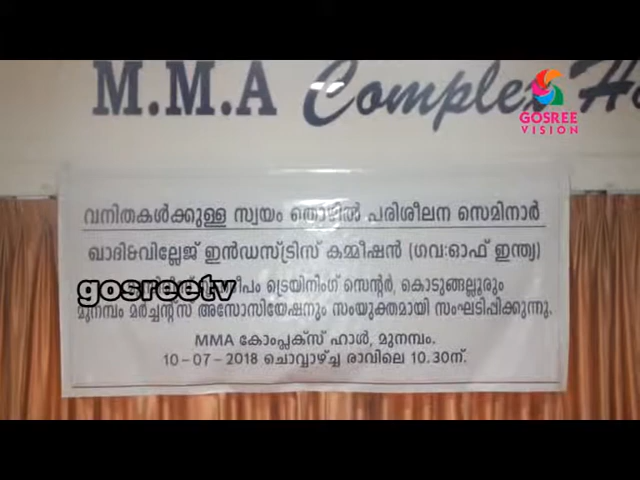 M.M.A Complex
GOSREE
VISION
വനിതകൾക്കുള്ള സ്വയം തൊഴിൽ പരിശീലന സെമിനാർ
ഖാദി&വില്ലേജ് ഇൻഡസ്ട്രിസ് കമ്മീഷൻ (ഗവ:ഓഫ് ഇന്ത്യ)
ട്രെയിനിംഗ് സെന്റർ, കൊടുങ്ങല്ലൂരും
gosreetv
മുനമ്പം മർച്ചന്റ്സ് അസോസിയേഷനും സംയുക്തമായി സംഘടിപ്പിക്കുന്നു.
MMA കോംപ്ലക്സ് ഹാൾ, മുനമ്പം.
10-07-2018 ചൊവ്വാഴ്ച്ച രാവിലെ 10.30ന്.